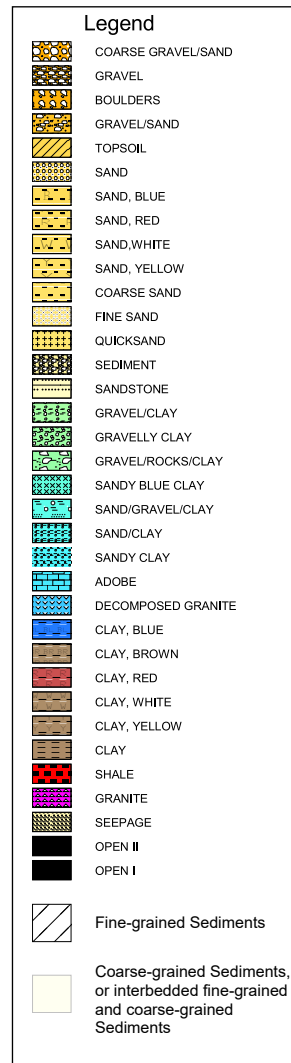 Legend
COARSE GRAVEL/SAND
GRAVEL
BOULDERS
GRAVEL/SAND
TOPSOIL
SAND
SAND, BLUE
SAND, RED
SAND,WHITE
SAND, YELLOW
COARSE SAND
FINE SAND
QUICKSAND
SEDIMENT
SANDSTONE
GRAVEL/CLAY
GRAVELLY CLAY
GRAVEL/ROCKS/CLAY
SANDY BLUE CLAY
SAND/GRAVEL/CLAY
SAND/CLAY
SANDY CLAY
ADOBE
DECOMPOSED GRANITE
CLAY, BLUE
CLAY, BROWN
CLAY, RED
CLAY, WHITE
CLAY, YELLOW
CLAY
SHALE
GRANITE
SEEPAGE
OPEN II
OPEN I
Fine-grained Sediments
Coarse-grained Sediments,
or interbedded fine-grained
and coarse-grained
Sediments